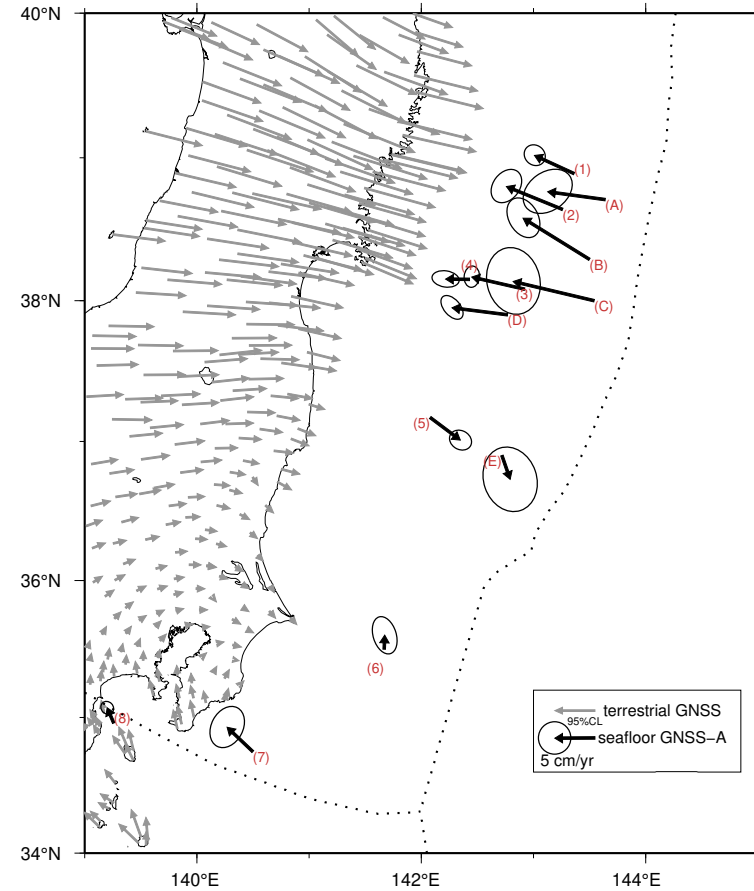 40°N
(1)
(A)
(2)
(B)
(4)
38°N
(3)
(C)
(D)
(5)
(E)
36°N
(6)
(8)
(7)
terrestrial GNSS
95%CL
seafloor GNSS−A
5 cm/yr
34°N
140°E 142°E 144°E